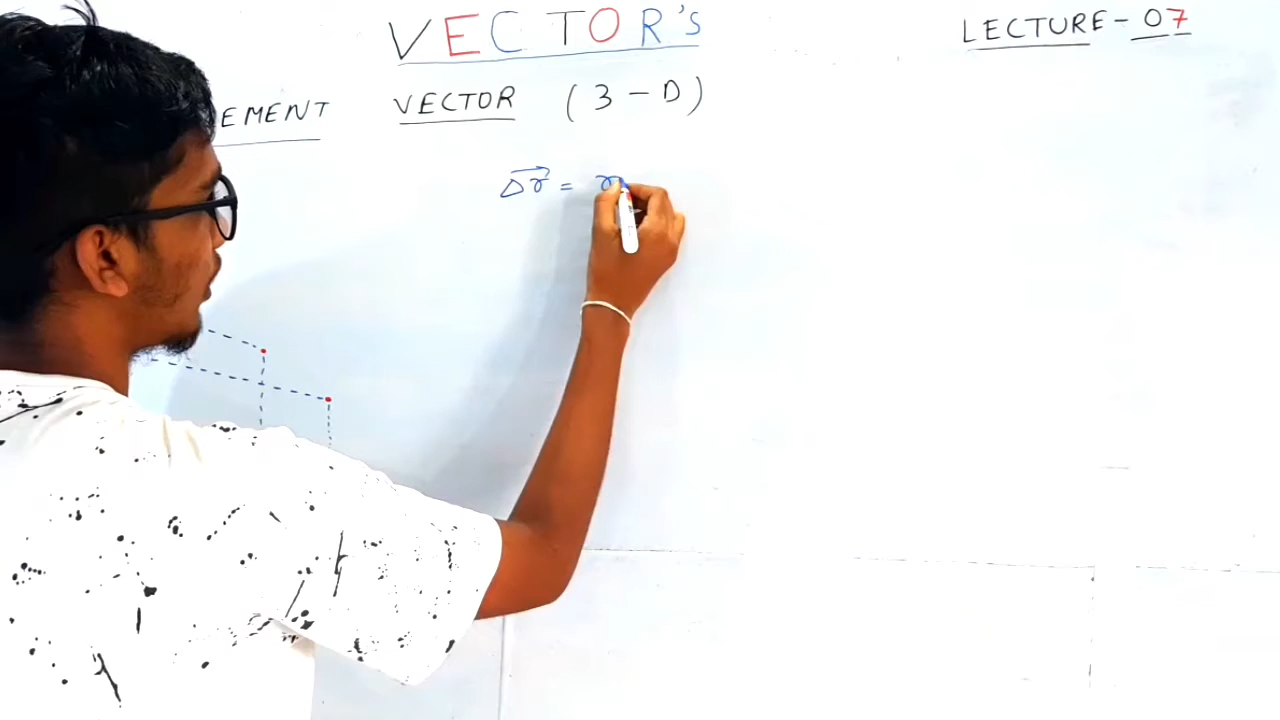 VECTOR'S
LECTURE - 07
EMENT VECTOR (3 - D)
Δr⃗ = r